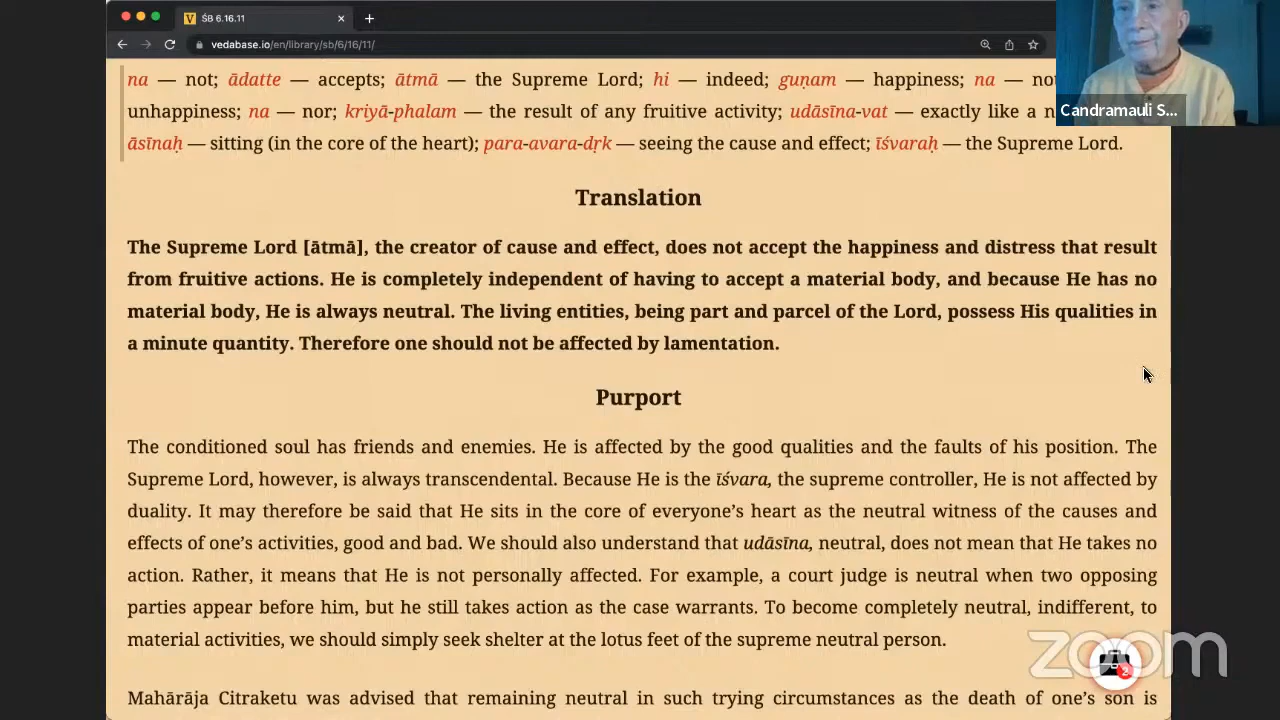 ŚB 6.16.11
vedabase.io/en/library/sb/6/16/11/
na — not; ādatte — accepts; ātmā — the Supreme Lord; hi — indeed; guṇam — happiness; na —
unhappiness; na — nor; kriyā-phalam — the result of any fruitive activity; udāsīna-vat — exactly like a
āsīnaḥ — sitting (in the core of the heart); para-avara-dṛk — seeing the cause and effect; īśvaraḥ — the Supreme Lord.
Candramauli S...
Translation
The Supreme Lord [ātmā], the creator of cause and effect, does not accept the happiness and distress that result
from fruitive actions. He is completely independent of having to accept a material body, and because He has no
material body, He is always neutral. The living entities, being part and parcel of the Lord, possess His qualities in
a minute quantity. Therefore one should not be affected by lamentation.
Purport
The conditioned soul has friends and enemies. He is affected by the good qualities and the faults of his position. The
Supreme Lord, however, is always transcendental. Because He is the īśvara, the supreme controller, He is not affected by
duality. It may therefore be said that He sits in the core of everyone’s heart as the neutral witness of the causes and
effects of one’s activities, good and bad. We should also understand that udāsīna, neutral, does not mean that He takes no
action. Rather, it means that He is not personally affected. For example, a court judge is neutral when two opposing
parties appear before him, but he still takes action as the case warrants. To become completely neutral, indifferent, to
material activities, we should simply seek shelter at the lotus feet of the supreme neutral person.
zoom
2
Mahārāja Citraketu was advised that remaining neutral in such trying circumstances as the death of one’s son is